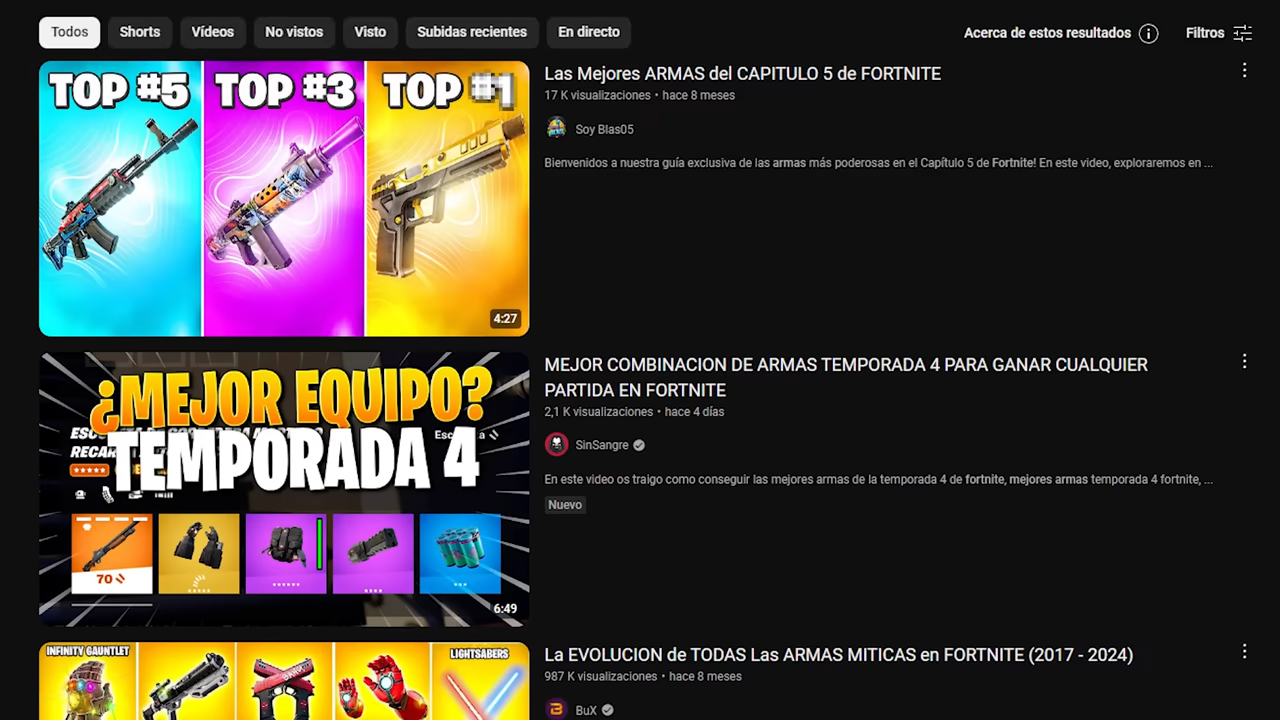 Todos
Shorts
Vídeos
No vistos
Visto
Subidas recientes
En directo
Acerca de estos resultados
Filtros
TOP #5
TOP #3
TOP #1
4:27
Las Mejores ARMAS del CAPITULO 5 de FORTNITE
17 K visualizaciones • hace 8 meses
Soy Blas05
Bienvenidos a nuestra guía exclusiva de las armas más poderosas en el Capítulo 5 de Fortnite! En este video, exploraremos en ...
¿MEJOR EQUIPO?
TEMPORADA 4
70
6:49
MEJOR COMBINACION DE ARMAS TEMPORADA 4 PARA GANAR CUALQUIER
PARTIDA EN FORTNITE
2,1 K visualizaciones • hace 4 días
SinSangre
En este video os traigo como conseguir las mejores armas de la temporada 4 de fortnite, mejores armas temporada 4 fortnite, ...
Nuevo
INFINITY GAUNTLET
LIGHTSABERS
La EVOLUCION de TODAS Las ARMAS MITICAS en FORTNITE (2017 - 2024)
987 K visualizaciones • hace 8 meses
BuX